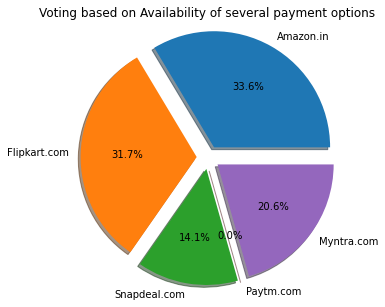 Voting based on Availability of several payment options
Amazon.in
33.6%
Flipkart.com
31.7%
14.1%
0.0%
20.6%
Snapdeal.com
Paytm.com
Myntra.com